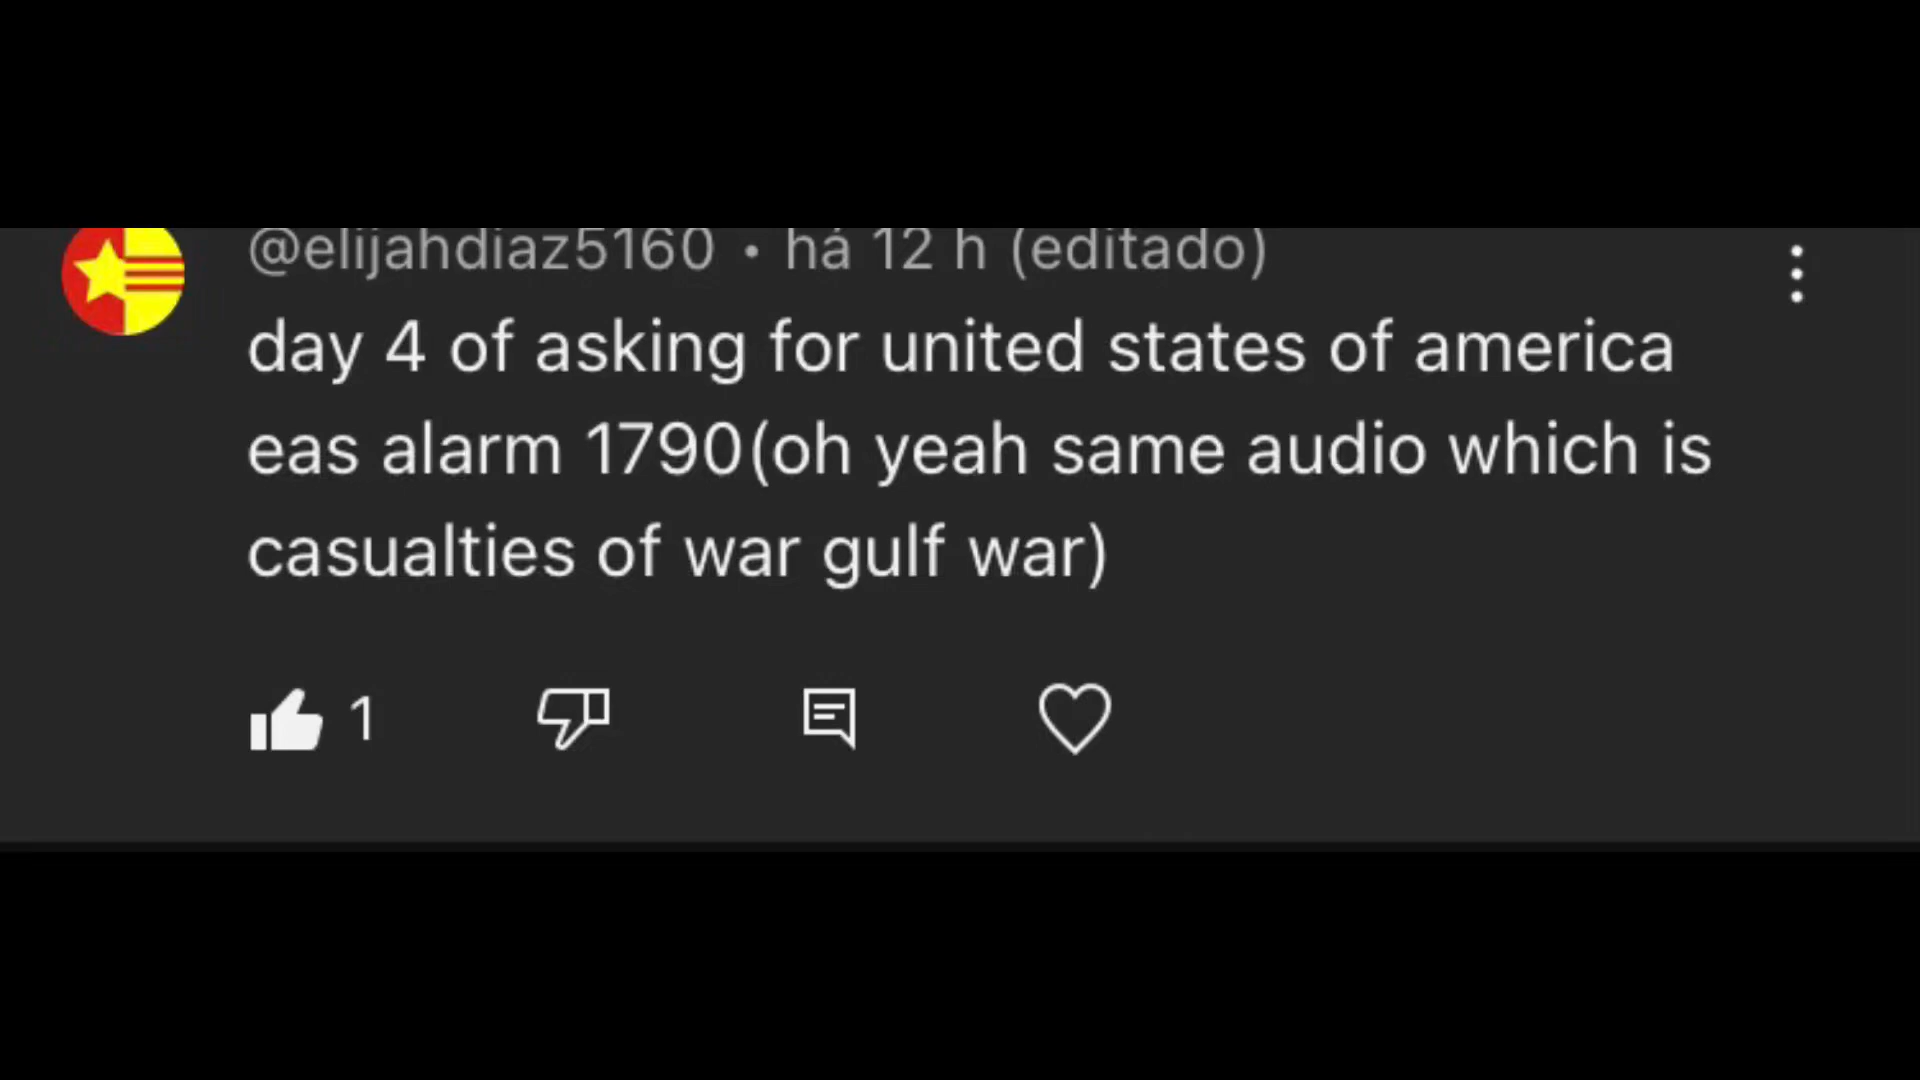 @elijahdiaz5160 • há 12 h (editado)
day 4 of asking for united states of america
eas alarm 1790(oh yeah same audio which is
casualties of war gulf war)
1